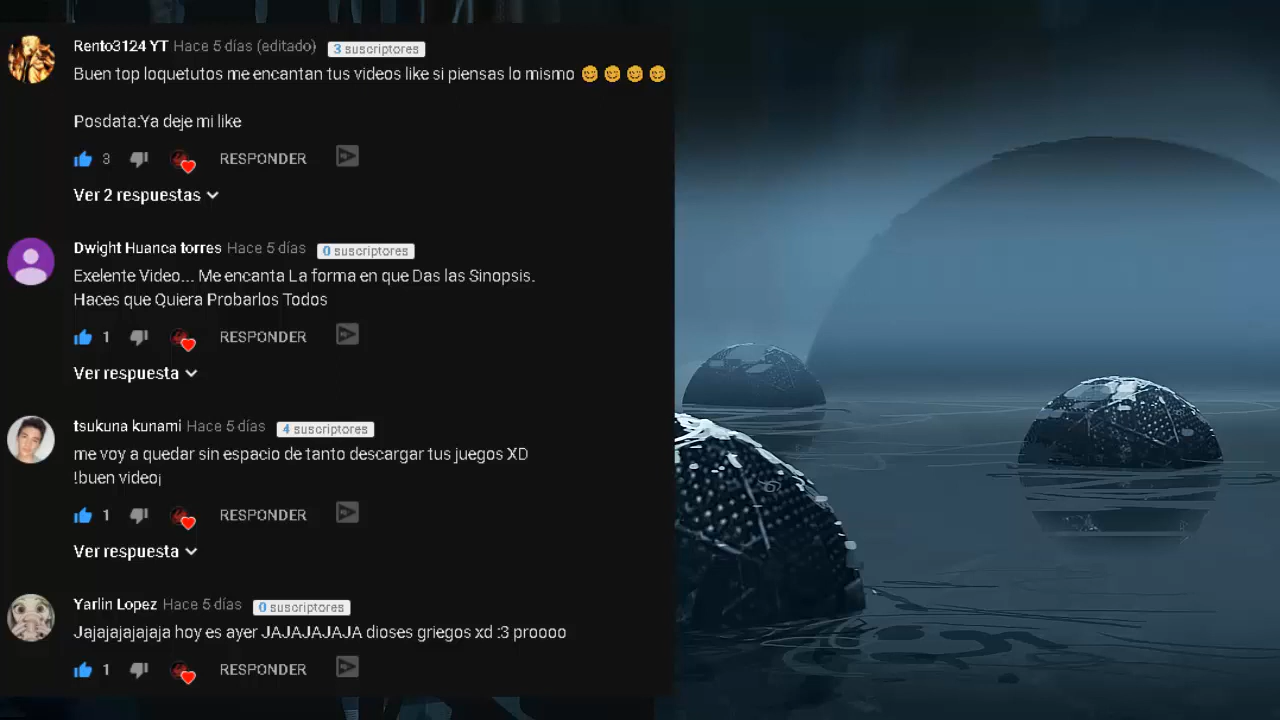 Rento3124 YT Hace 5 días (editado) 3 suscriptores
Buen top loquetutos me encantan tus videos like si piensas lo mismo 😊 😊 😊 😊
Posdata:Ya deje mi like
3 RESPONDER
Ver 2 respuestas
Dwight Huanca torres Hace 5 días 0 suscriptores
Exelente Video... Me encanta La forma en que Das las Sinopsis.
Haces que Quiera Probarlos Todos
1 RESPONDER
Ver respuesta
tsukuna kunami Hace 5 días 4 suscriptores
me voy a quedar sin espacio de tanto descargar tus juegos XD
!buen video¡
1 RESPONDER
Ver respuesta
Yarlin Lopez Hace 5 días 0 suscriptores
Jajajajajajaja hoy es ayer JAJAJAJAJA dioses griegos xd :3 proooo
1 RESPONDER